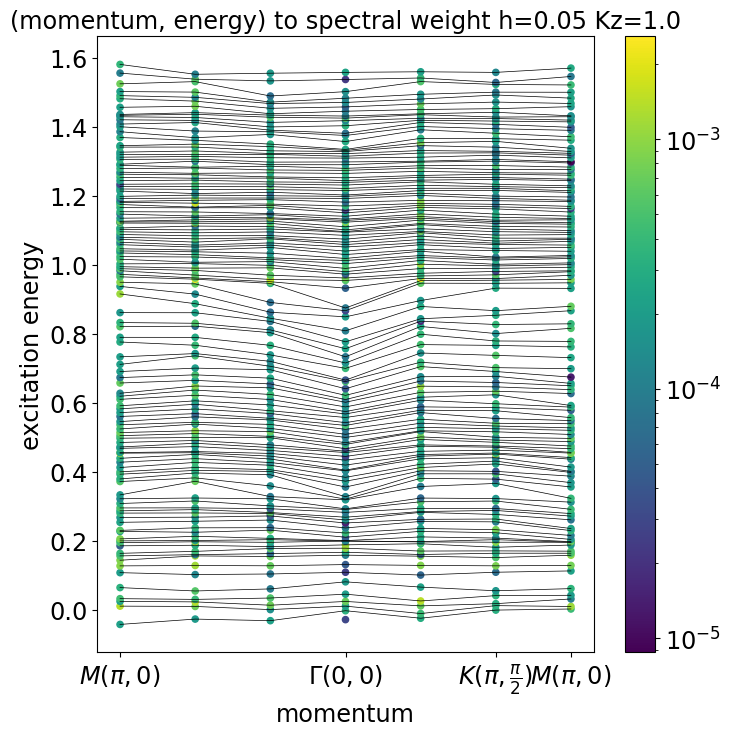 (momentum, energy) to spectral weight h=0.05 Kz=1.0
excitation energy
1.6
1.4
1.2
1.0
0.8
0.6
0.4
0.2
0.0
M(π, 0)
Γ(0, 0)
K(π, π/2)
M(π, 0)
momentum
10⁻³
10⁻⁴
10⁻⁵